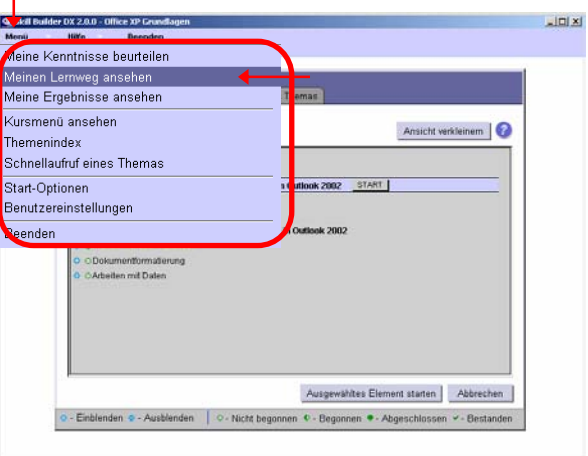 Skill Builder DX 2.0.0 - Office XP Grundlagen
Menü Hilfe Beenden
Meine Kenntnisse beurteilen
Meinen Lernweg ansehen
Meine Ergebnisse ansehen
Themas
Kursmenü ansehen
Ansicht verkleinern ?
Themenindex
Schnellaufruf eines Themas
Start-Optionen
Outlook 2002 START
Benutzereinstellungen
Beenden
Outlook 2002
Dokumentformatierung
Arbeiten mit Daten
Ausgewähltes Element starten Abbrechen
- Einblenden - Ausblenden - Nicht begonnen - Begonnen - Abgeschlossen - Bestanden